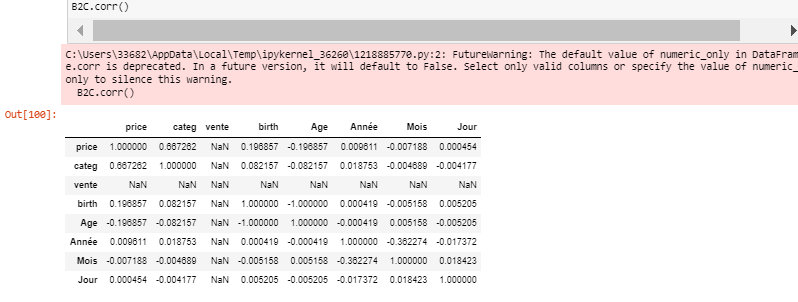 B2C.corr()
C:\Users\33682\AppData\Local\Temp\ipykernel_36260\1218885770.py:2: FutureWarning: The default value of numeric_only in DataFram
e.corr is deprecated. In a future version, it will default to False. Select only valid columns or specify the value of numeric_
only to silence this warning.
B2C.corr()
Out[100]:
price categ vente birth Age Année Mois Jour
price 1.000000 0.667262 NaN 0.196857 -0.196857 0.009611 -0.007188 0.000454
categ 0.667262 1.000000 NaN 0.082157 -0.082157 0.018753 -0.004689 -0.004177
vente NaN NaN NaN NaN NaN NaN NaN NaN
birth 0.196857 0.082157 NaN 1.000000 -1.000000 0.000419 -0.005158 0.005205
Age -0.196857 -0.082157 NaN -1.000000 1.000000 -0.000419 0.005158 -0.005205
Année 0.009611 0.018753 NaN 0.000419 -0.000419 1.000000 -0.362274 -0.017372
Mois -0.007188 -0.004689 NaN -0.005158 0.005158 -0.362274 1.000000 0.018423
Jour 0.000454 -0.004177 NaN 0.005205 -0.005205 -0.017372 0.018423 1.000000